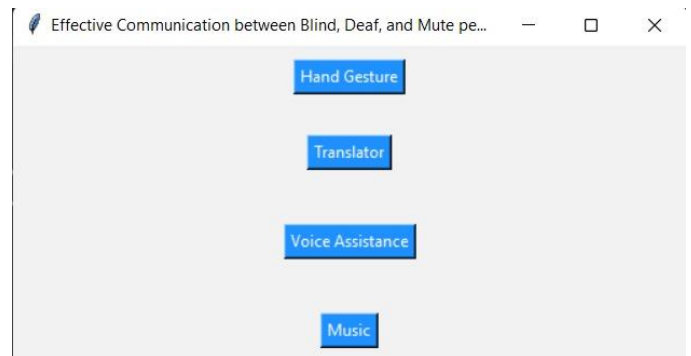 Effective Communication between Blind, Deaf, and Mute pe...
Hand Gesture
Translator
Voice Assistance
Music